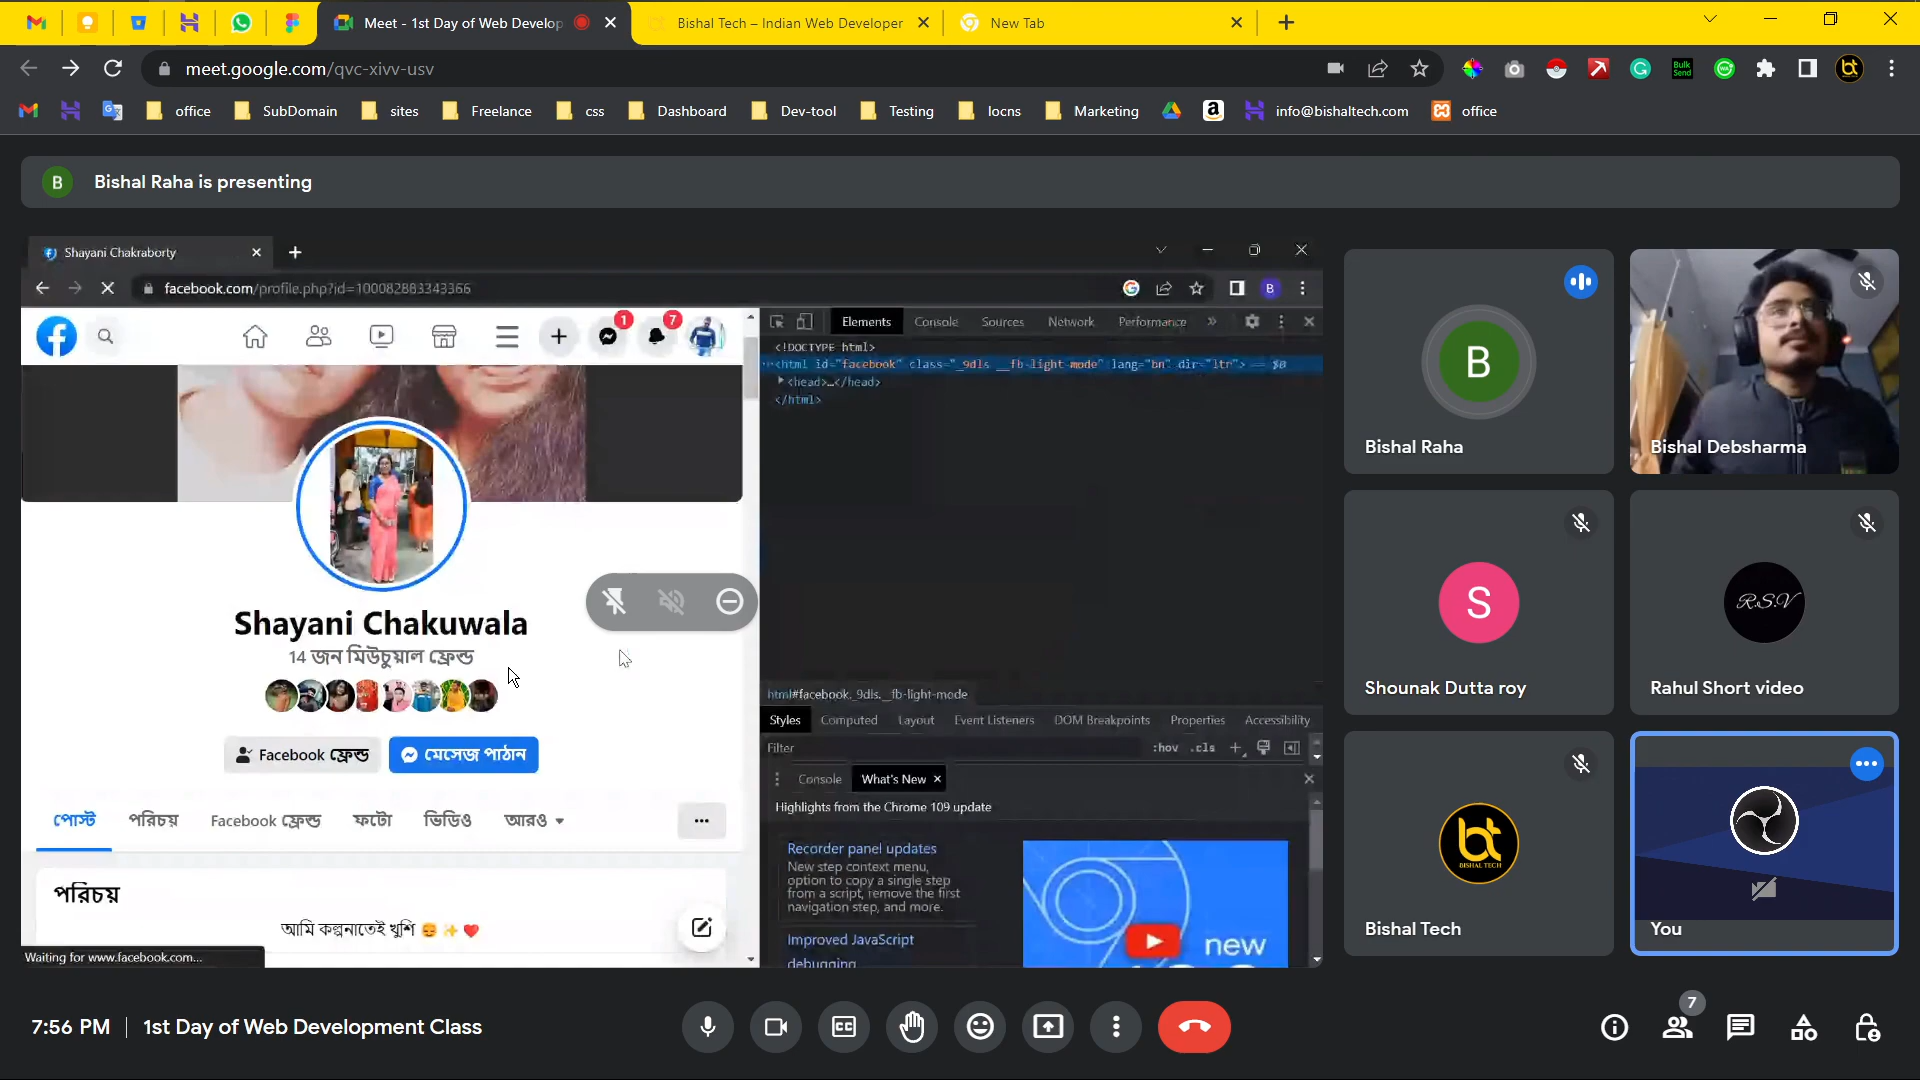 Meet - 1st Day of Web Develop
Bishal Tech – Indian Web Developer
New Tab
meet.google.com/qvc-xivv-usv
Bulk Send
bt
office
SubDomain
sites
Freelance
css
Dashboard
Dev-tool
Testing
locns
Marketing
info@bishaltech.com
office
B
Bishal Raha is presenting
Shayani Chakraborty
facebook.com/profile.php?id=100082883343366
B
1
7
Elements
Console
Sources
Network
Performance
<!DOCTYPE html>
<html id="facebook" class="_9dls __fb-light-mode" lang="bn" dir="ltr"> == $0
<head>…</head>
</html>
Shayani Chakuwala
14 জন মিউচুয়াল ফ্রেন্ড
Facebook ফ্রেন্ড
মেসেজ পাঠান
পোস্ট
পরিচয়
Facebook ফ্রেন্ড
ফটো
ভিডিও
আরও
পরিচয়
আমি কল্পনাতেই খুশি 😌✨❤️
Waiting for www.facebook.com...
html#facebook._9dls.__fb-light-mode
Styles
Computed
Layout
Event Listeners
DOM Breakpoints
Properties
Accessibility
Filter
:hov
.cls
Console
What's New
Highlights from the Chrome 109 update
Recorder panel updates
New step context menu,
option to copy a single step
from a script, remove the first
navigation step, and more.
Improved JavaScript
debugging
new
B
Bishal Raha
Bishal Debsharma
S
Shounak Dutta roy
R.S.V
Rahul Short video
bt
BISHAL TECH
Bishal Tech
You
7:56 PM
1st Day of Web Development Class
7